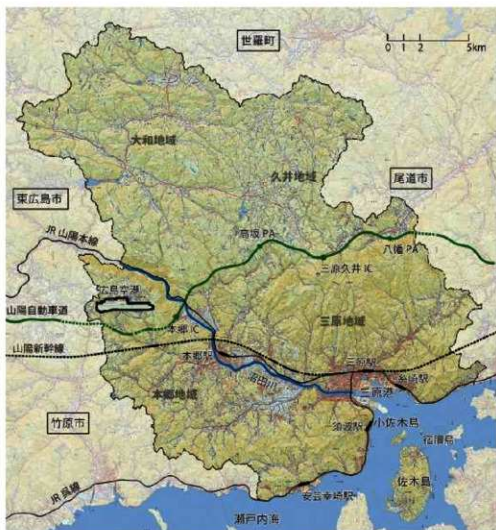 世羅町
0 1 2 5km
大和地域
久井地域
尾道市
東広島市
高坂PA
八幡PA
JR山陽本線
三原久井IC
広島空港
山陽自動車道
本郷IC
三原地域
山陽新幹線
本郷駅
三原駅
糸崎駅
沼田川
本郷地域
三原港
竹原市
須波駅
小佐木島
宿禰島
佐木島
安芸幸崎駅
JR呉線
瀬戸内海